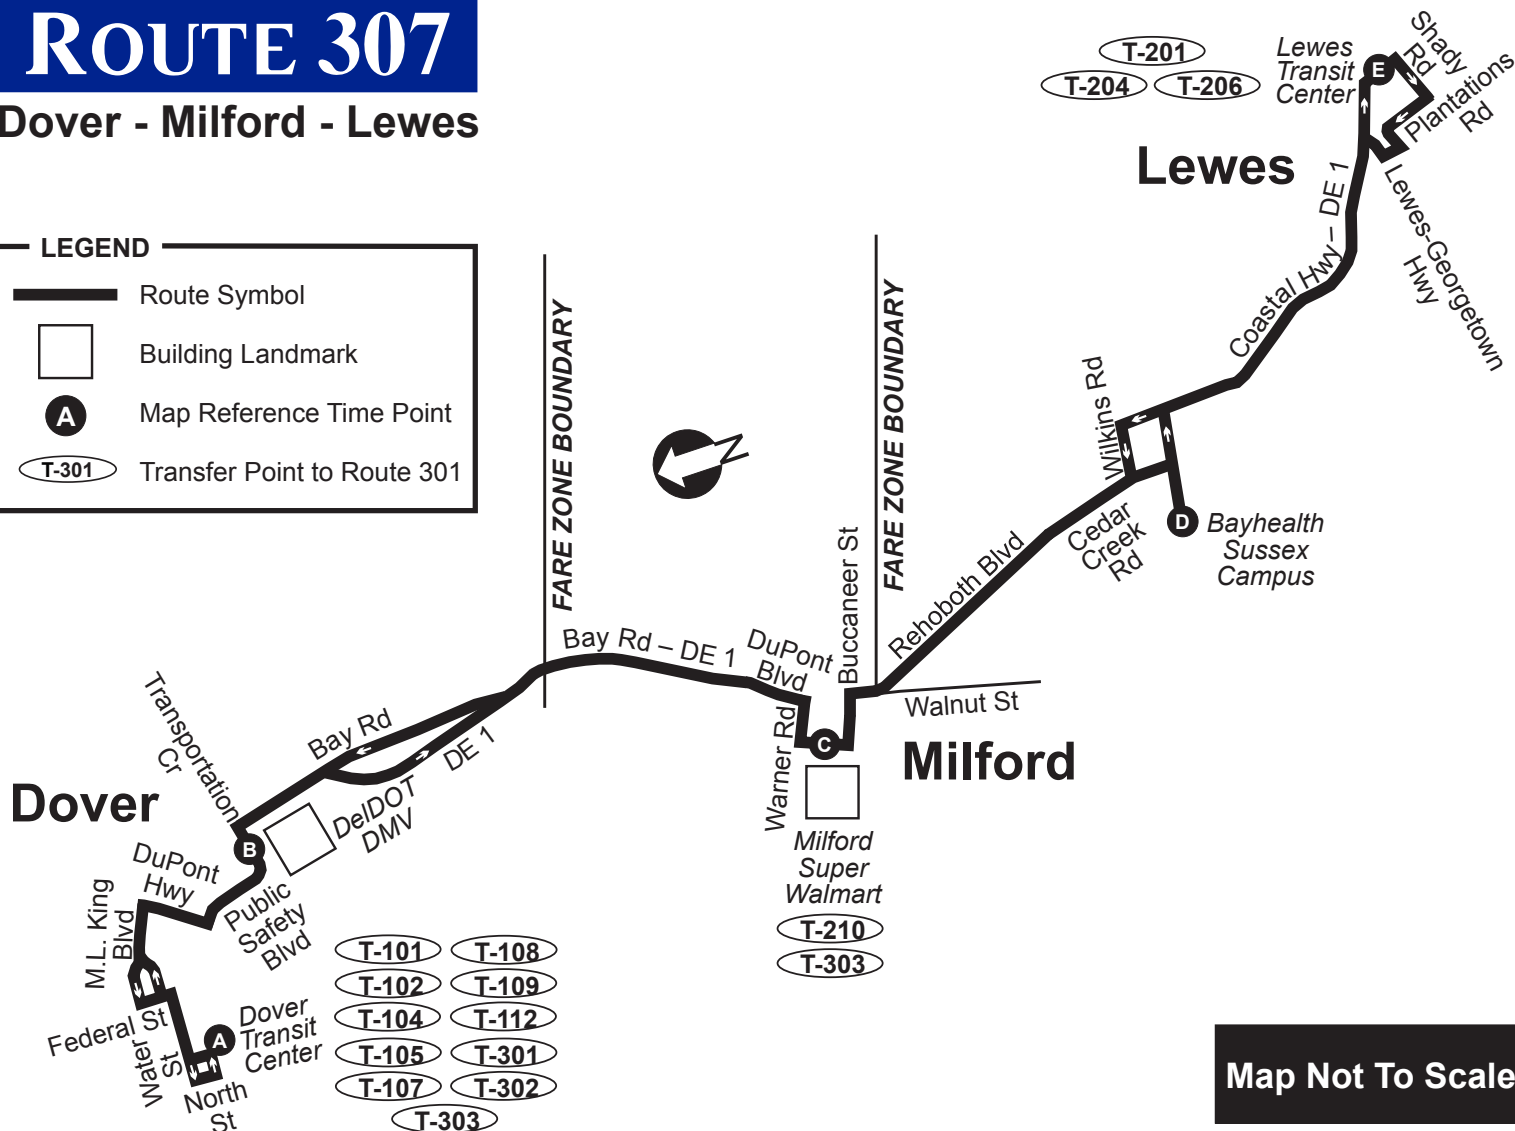 ROUTE 307
Dover - Milford - Lewes
LEGEND
Route Symbol
Building Landmark
A
Map Reference Time Point
T-301
Transfer Point to Route 301
T-201
T-204
T-206
Lewes
Transit
Center
E
Shady
Rd
Plantations
Rd
Lewes
Lewes-Georgetown
Hwy
Coastal Hwy – DE 1
FARE ZONE BOUNDARY
FARE ZONE BOUNDARY
N
Wilkins Rd
Cedar
Creek
Rd
D
Bayhealth
Sussex
Campus
Rehoboth Blvd
Buccaneer St
Walnut St
Milford
Bay Rd – DE 1
DuPont
Blvd
Warner Rd
C
Milford
Super
Walmart
T-210
T-303
Bay Rd
DE 1
Transportation
Cr
Dover
B
DelDOT
DMV
DuPont
Hwy
Public
Safety
Blvd
M.L. King
Blvd
Federal St
Water
St
North
St
A
Dover
Transit
Center
T-101
T-108
T-102
T-109
T-104
T-112
T-105
T-301
T-107
T-302
T-303
Map Not To Scale